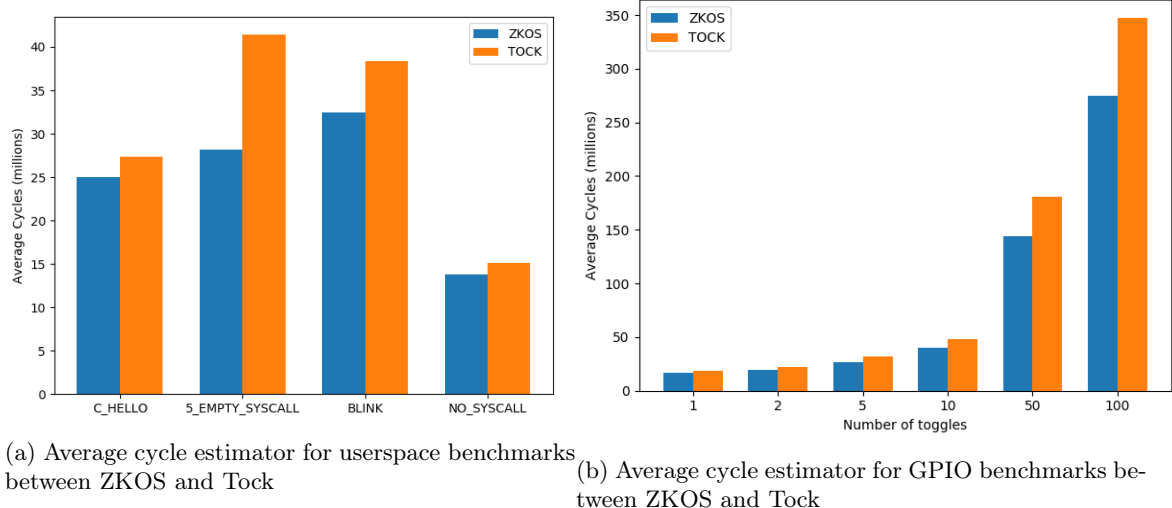 ZKOS
TOCK
Average Cycles (millions)
40
35
30
25
20
15
10
5
0
C_HELLO
5_EMPTY_SYSCALL
BLINK
NO_SYSCALL
(a) Average cycle estimator for userspace benchmarks
between ZKOS and Tock
ZKOS
TOCK
Average Cycles (millions)
350
300
250
200
150
100
50
0
1
2
5
10
50
100
Number of toggles
(b) Average cycle estimator for GPIO benchmarks be-
tween ZKOS and Tock